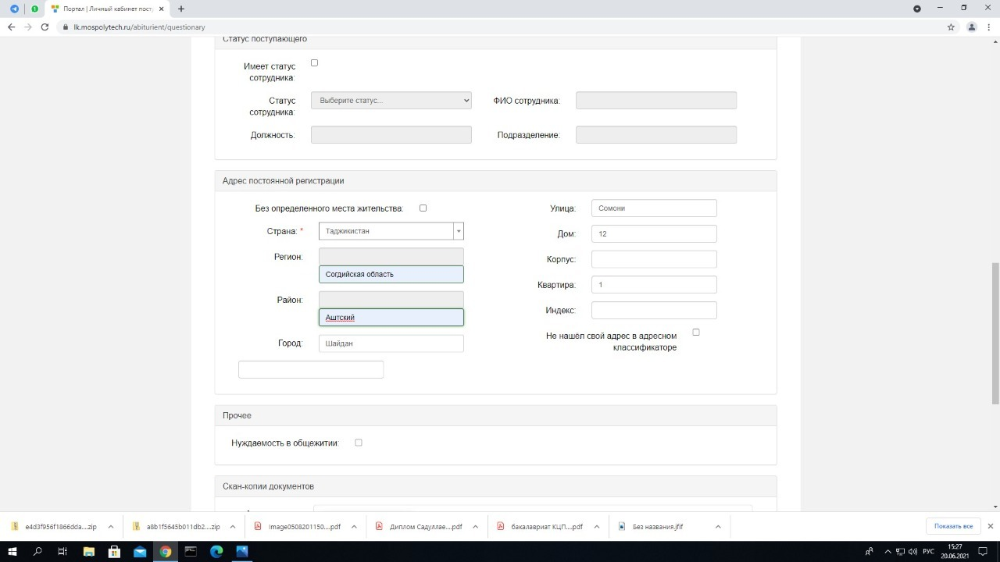 Портал | Личный кабинет пост
lk.mospolytech.ru/abiturient/questionary
Статус поступающего
Имеет статус
сотрудника:
Статус
сотрудника:
Выберите статус...
ФИО сотрудника:
Должность:
Подразделение:
Адрес постоянной регистрации
Без определенного места жительства:
Страна: *
Таджикистан
Регион:
Согдийская область
Район:
Аштский
Город:
Шайдан
Улица:
Сомони
Дом:
12
Корпус:
Квартира:
1
Индекс:
Не нашёл свой адрес в адресном
классификаторе
Прочее
Нуждаемость в общежитии:
Скан-копии документов
e4d3f956f1866dda....zip
a8b1f5645b011db2....zip
Image0508201150....pdf
Диплом Садуллае....pdf
бакалавриат КЦП....pdf
Без названия.jfif
Показать все
РУС
15:27
20.06.2021